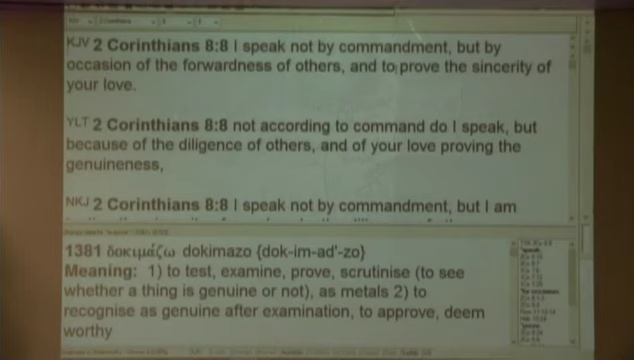 KJV 2 Corinthians 8:8 I speak not by commandment, but by
occasion of the forwardness of others, and to prove the sincerity of
your love.
YLT 2 Corinthians 8:8 not according to command do I speak, but
because of the diligence of others, and of your love proving the
genuineness,
NKJ 2 Corinthians 8:8 I speak not by commandment, but I am
1381 δοκιμάζω dokimazo {dok-im-ad'-zo}
Meaning: 1) to test, examine, prove, scrutinise (to see
whether a thing is genuine or not), as metals 2) to
recognise as genuine after examination, to approve, deem
worthy